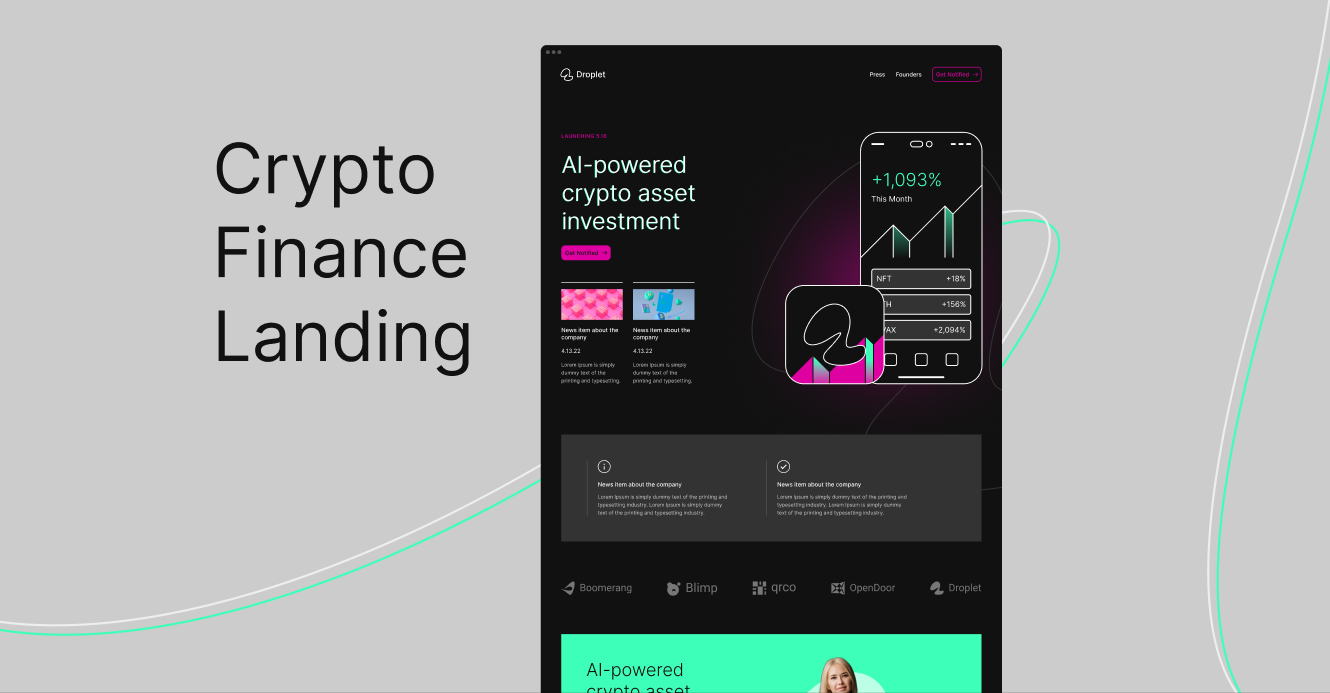 Crypto
Finance
Landing
Droplet
Press
Founders
Get Notified →
LAUNCHING 5.18
AI-powered
crypto asset
investment
Get Notified →
News item about the
company
4.13.22
Lorem Ipsum is simply
dummy text of the
printing and typesetting.
News item about the
company
4.13.22
Lorem Ipsum is simply
dummy text of the
printing and typesetting.
+1,093%
This Month
NFT +18%
TH +156%
VAX +2,094%
News item about the company
Lorem Ipsum is simply dummy text of the printing and
typesetting industry. Lorem Ipsum is simply dummy
text of the printing and typesetting industry.
News item about the company
Lorem Ipsum is simply dummy text of the printing and
typesetting industry. Lorem Ipsum is simply dummy
text of the printing and typesetting industry.
Boomerang
Blimp
qrco
OpenDoor
Droplet
AI-powered
crypto asset